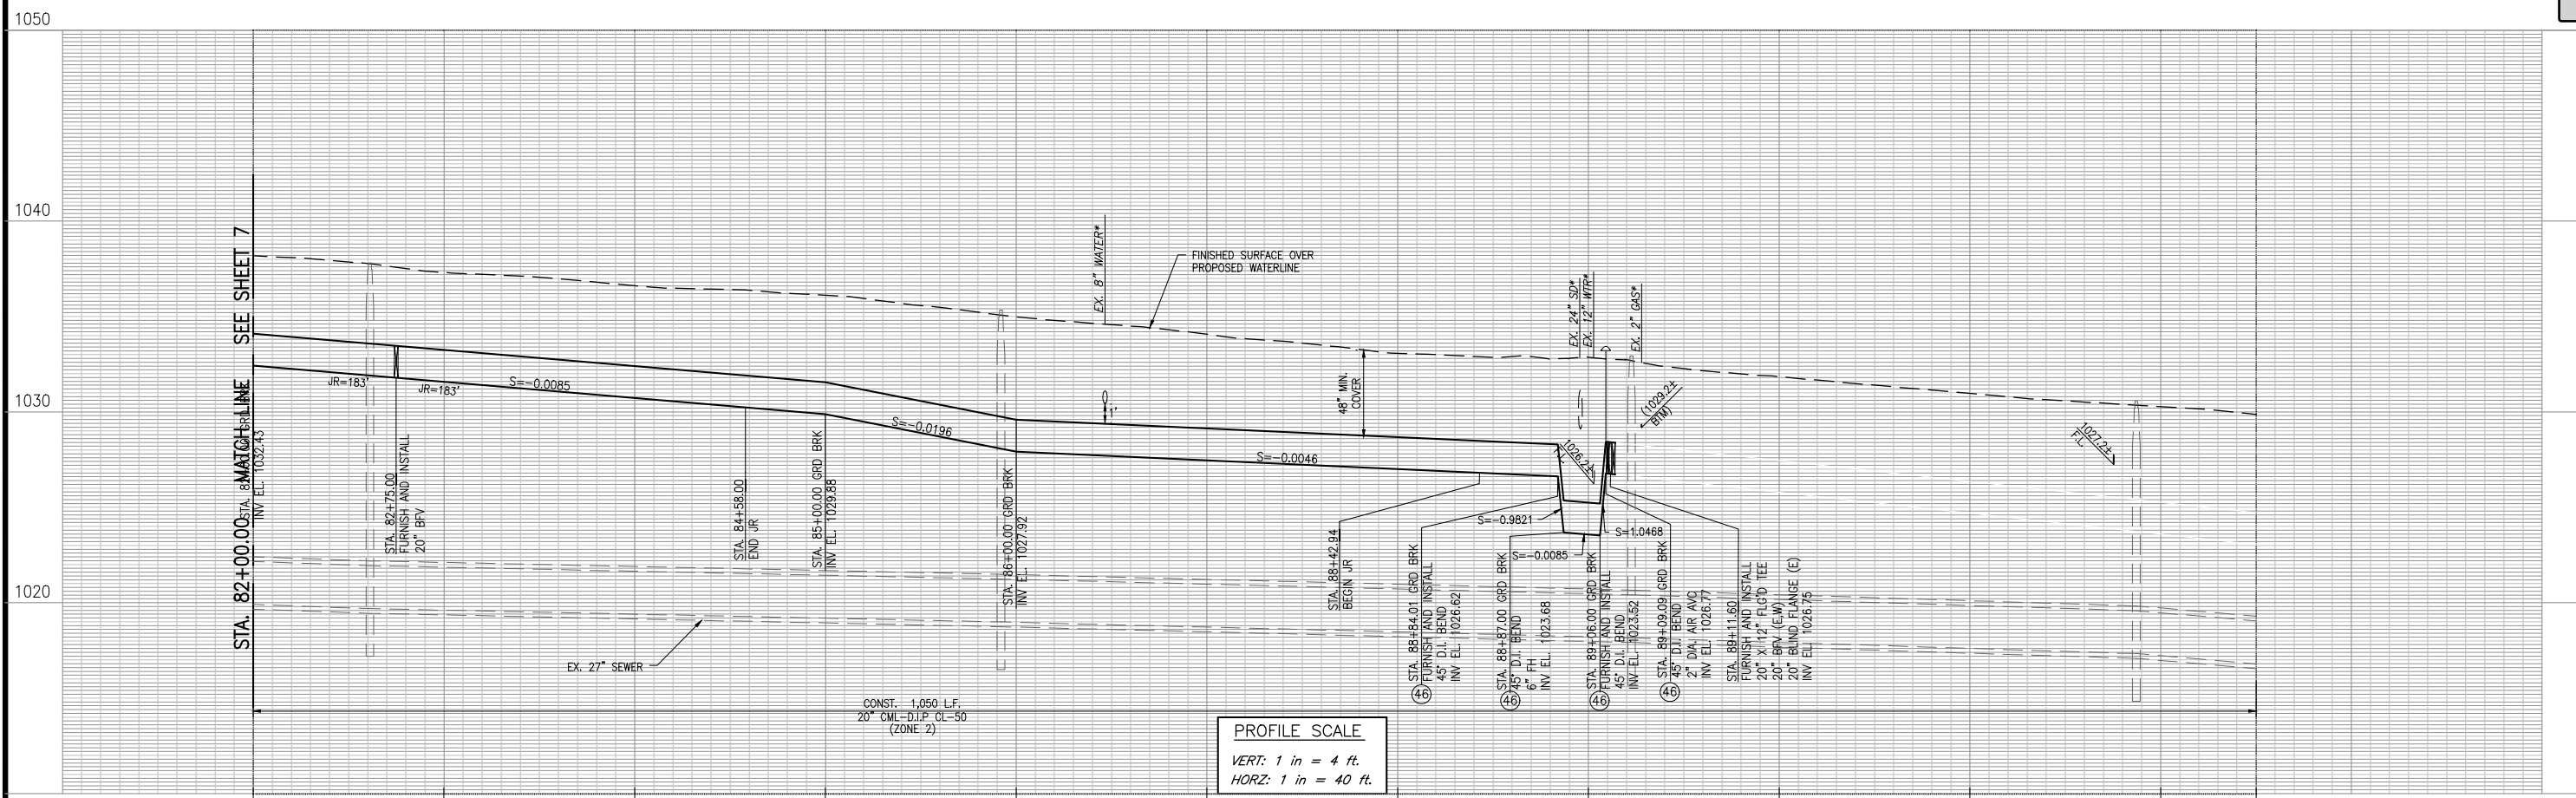 1050
1040
1030
1020
STA. 82+00.00 MATCH LINE SEE SHEET 7
INV EL. 1032.43
JR=183'
JR=183'
S=-0.0085
STA. 82+75.00
FURNISH AND INSTALL
20" BFV
STA. 84+58.00
END JR
STA. 85+00.00 GRD BRK
INV EL. 1029.88
S=-0.0196
STA. 86+00.00 GRD BRK
INV EL. 1027.92
EX. 8" WATER*
1'
FINISHED SURFACE OVER
PROPOSED WATERLINE
S=-0.0046
48" MIN.
COVER
EX. 24" SD*
EX. 12" WTR*
EX. 2" GAS*
(1029.2±
BTM)
1026.2±
1027.2±
F.L.
S=-0.9821
S=1.0468
S=-0.0085
STA. 88+42.94
BEGIN JR
STA. 88+84.01 GRD BRK
FURNISH AND INSTALL
45° D.I. BEND
INV EL. 1026.62
46
STA. 88+87.00 GRD BRK
45° D.I. BEND
6" FH
INV EL. 1023.68
46
STA. 89+06.00 GRD BRK
FURNISH AND INSTALL
45° D.I. BEND
INV EL. 1023.52
46
STA. 89+09.09 GRD BRK
45° D.I. BEND
2" DIA. AIR AVC
INV EL. 1026.77
46
STA. 89+11.60
FURNISH AND INSTALL
20" X 12" FLG'D TEE
20" BFV (E,W)
20" BLIND FLANGE (E)
INV EL. 1026.75
EX. 27" SEWER
CONST. 1,050 L.F.
20" CML-D.I.P CL-50
(ZONE 2)
PROFILE SCALE
VERT: 1 in = 4 ft.
HORZ: 1 in = 40 ft.